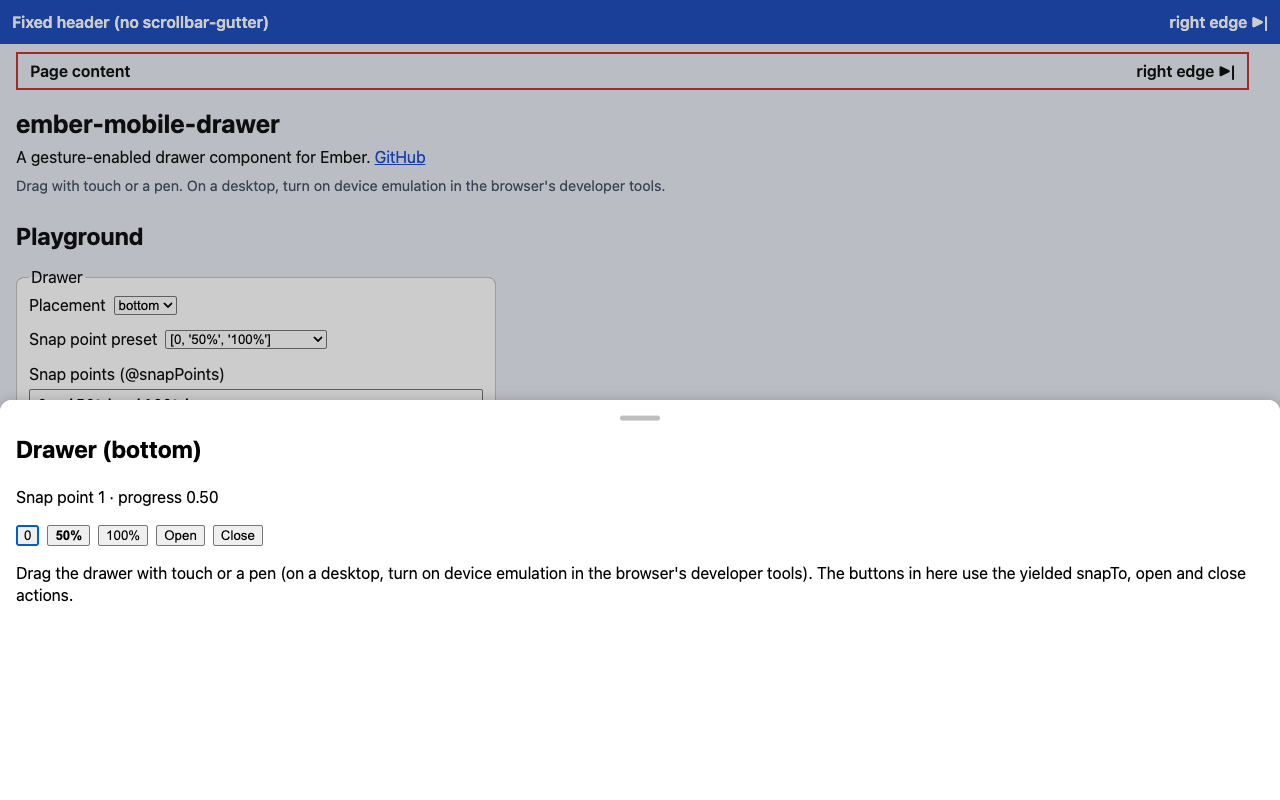 Fixed header (no scrollbar-gutter)
right edge ▶|
Page content
right edge ▶|
ember-mobile-drawer
A gesture-enabled drawer component for Ember. GitHub
Drag with touch or a pen. On a desktop, turn on device emulation in the browser's developer tools.
Playground
Drawer
Placement bottom
Snap point preset [0, '50%', '100%']
Snap points (@snapPoints)
Drawer (bottom)
Snap point 1 · progress 0.50
0 50% 100% Open Close
Drag the drawer with touch or a pen (on a desktop, turn on device emulation in the browser's developer tools). The buttons in here use the yielded snapTo, open and close
actions.